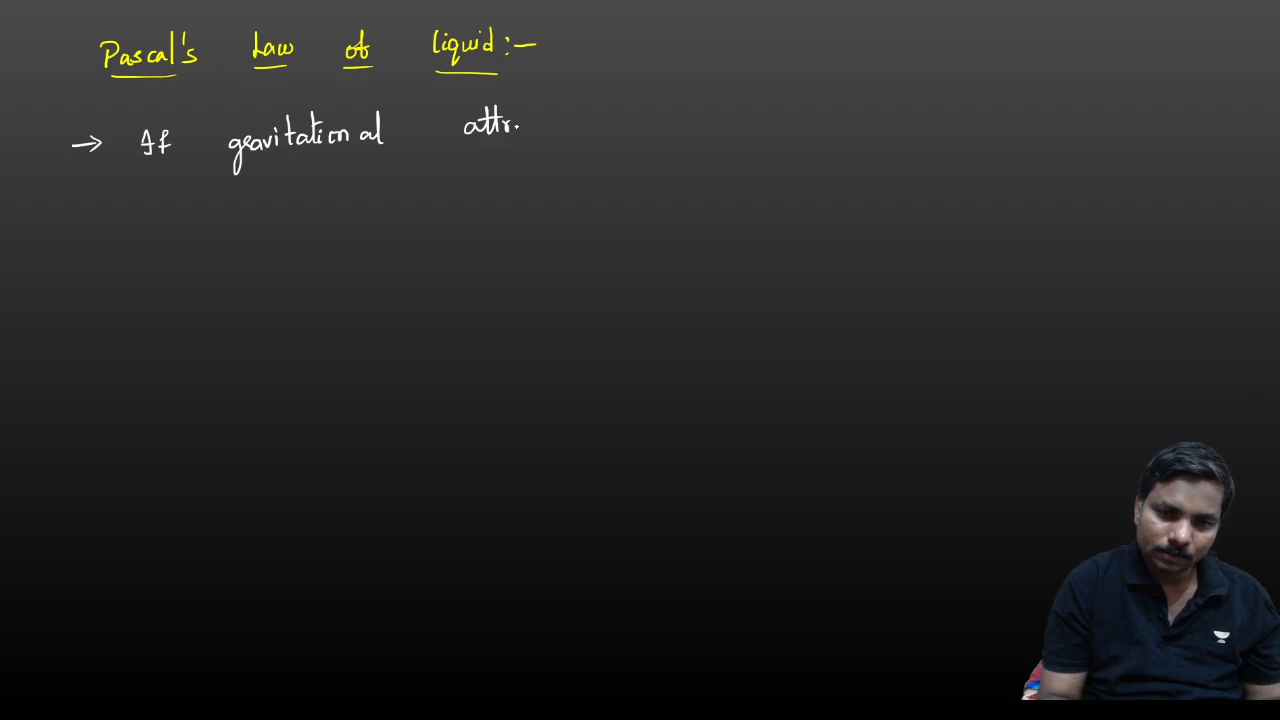 Pascal's Law of liquid:-
→ If gravitational attr.